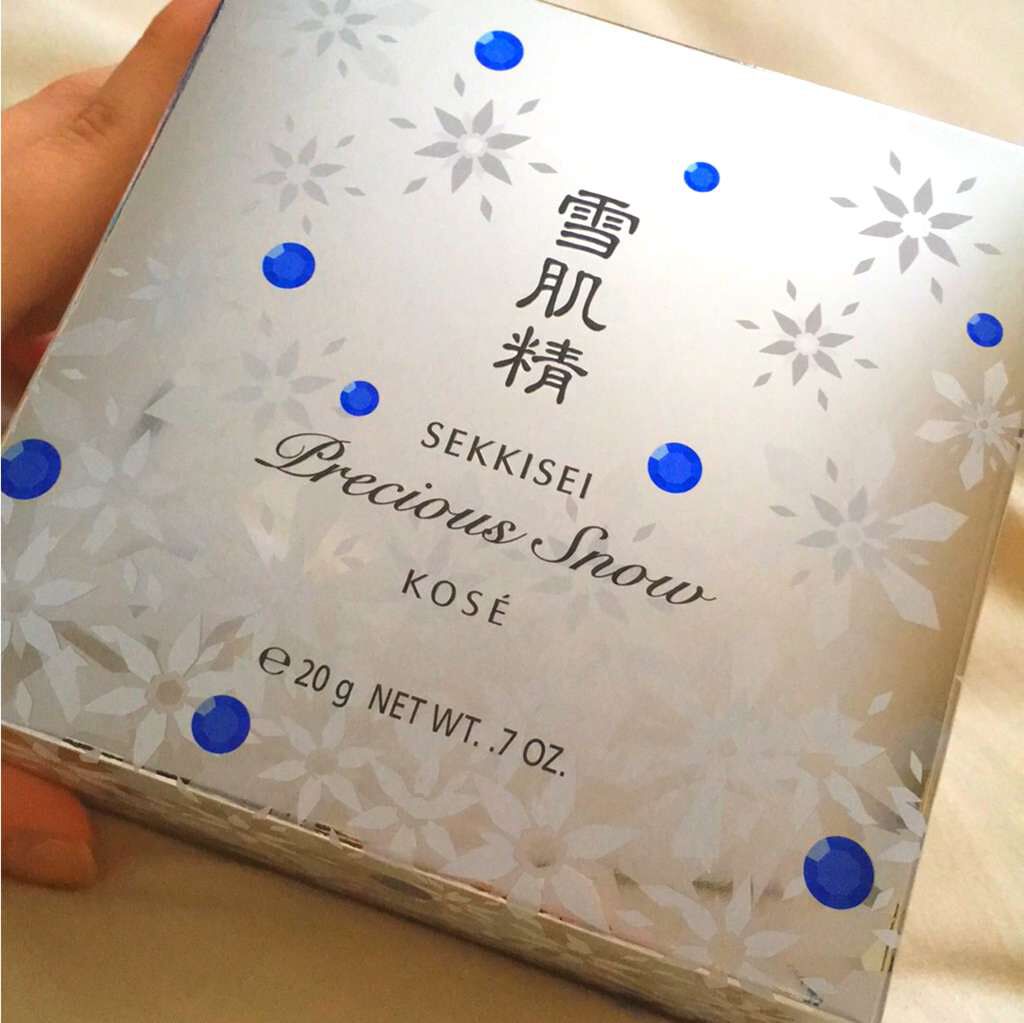 雪肌精
SEKKISEI
Precious Snow
KOSÉ
℮ 20 g NET WT. .7 OZ.